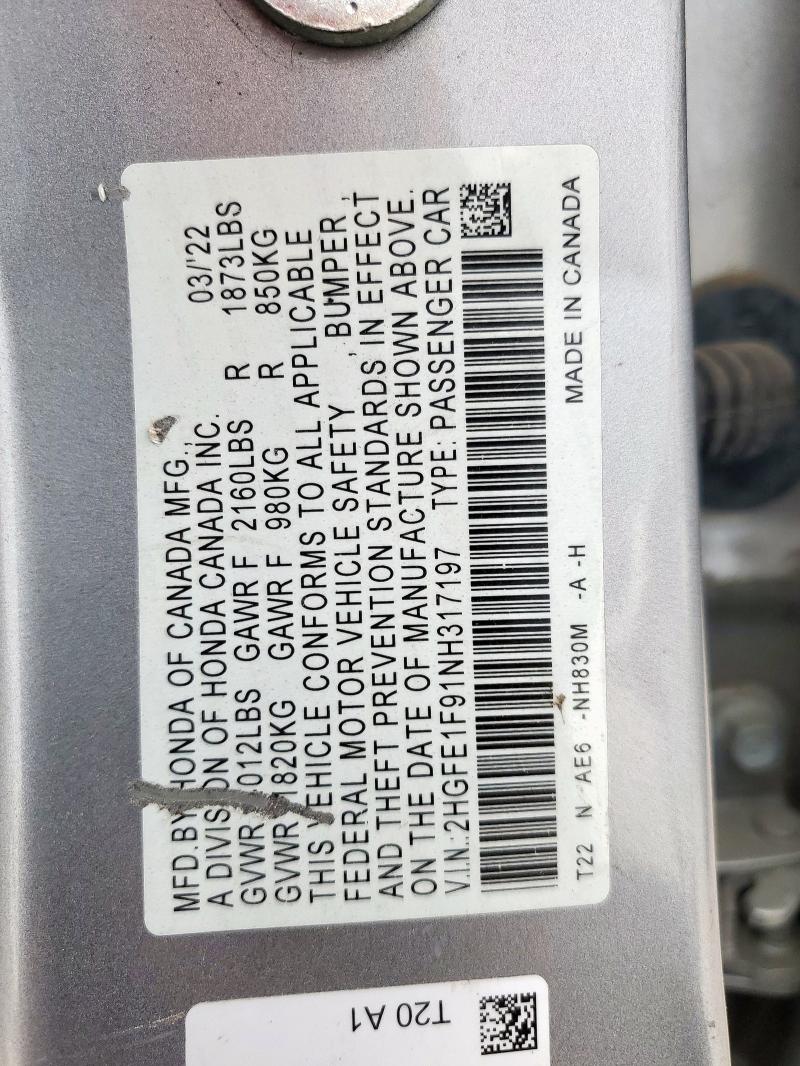 MFD.BY HONDA OF CANADA MFG., 03/'22
A DIVISION OF HONDA CANADA INC.
GVWR 012LBS GAWR F 2160LBS R 1873LBS
GVWR 1820KG GAWR F 980KG R 850KG
THIS VEHICLE CONFORMS TO ALL APPLICABLE
FEDERAL MOTOR VEHICLE SAFETY , BUMPER ,
AND THEFT PREVENTION STANDARDS IN EFFECT
ON THE DATE OF MANUFACTURE SHOWN ABOVE.
V.I.N.:2HGFE1F91NH317197 TYPE: PASSENGER CAR
T22 N AE6 -NH830M -A -H MADE IN CANADA
T20 A1